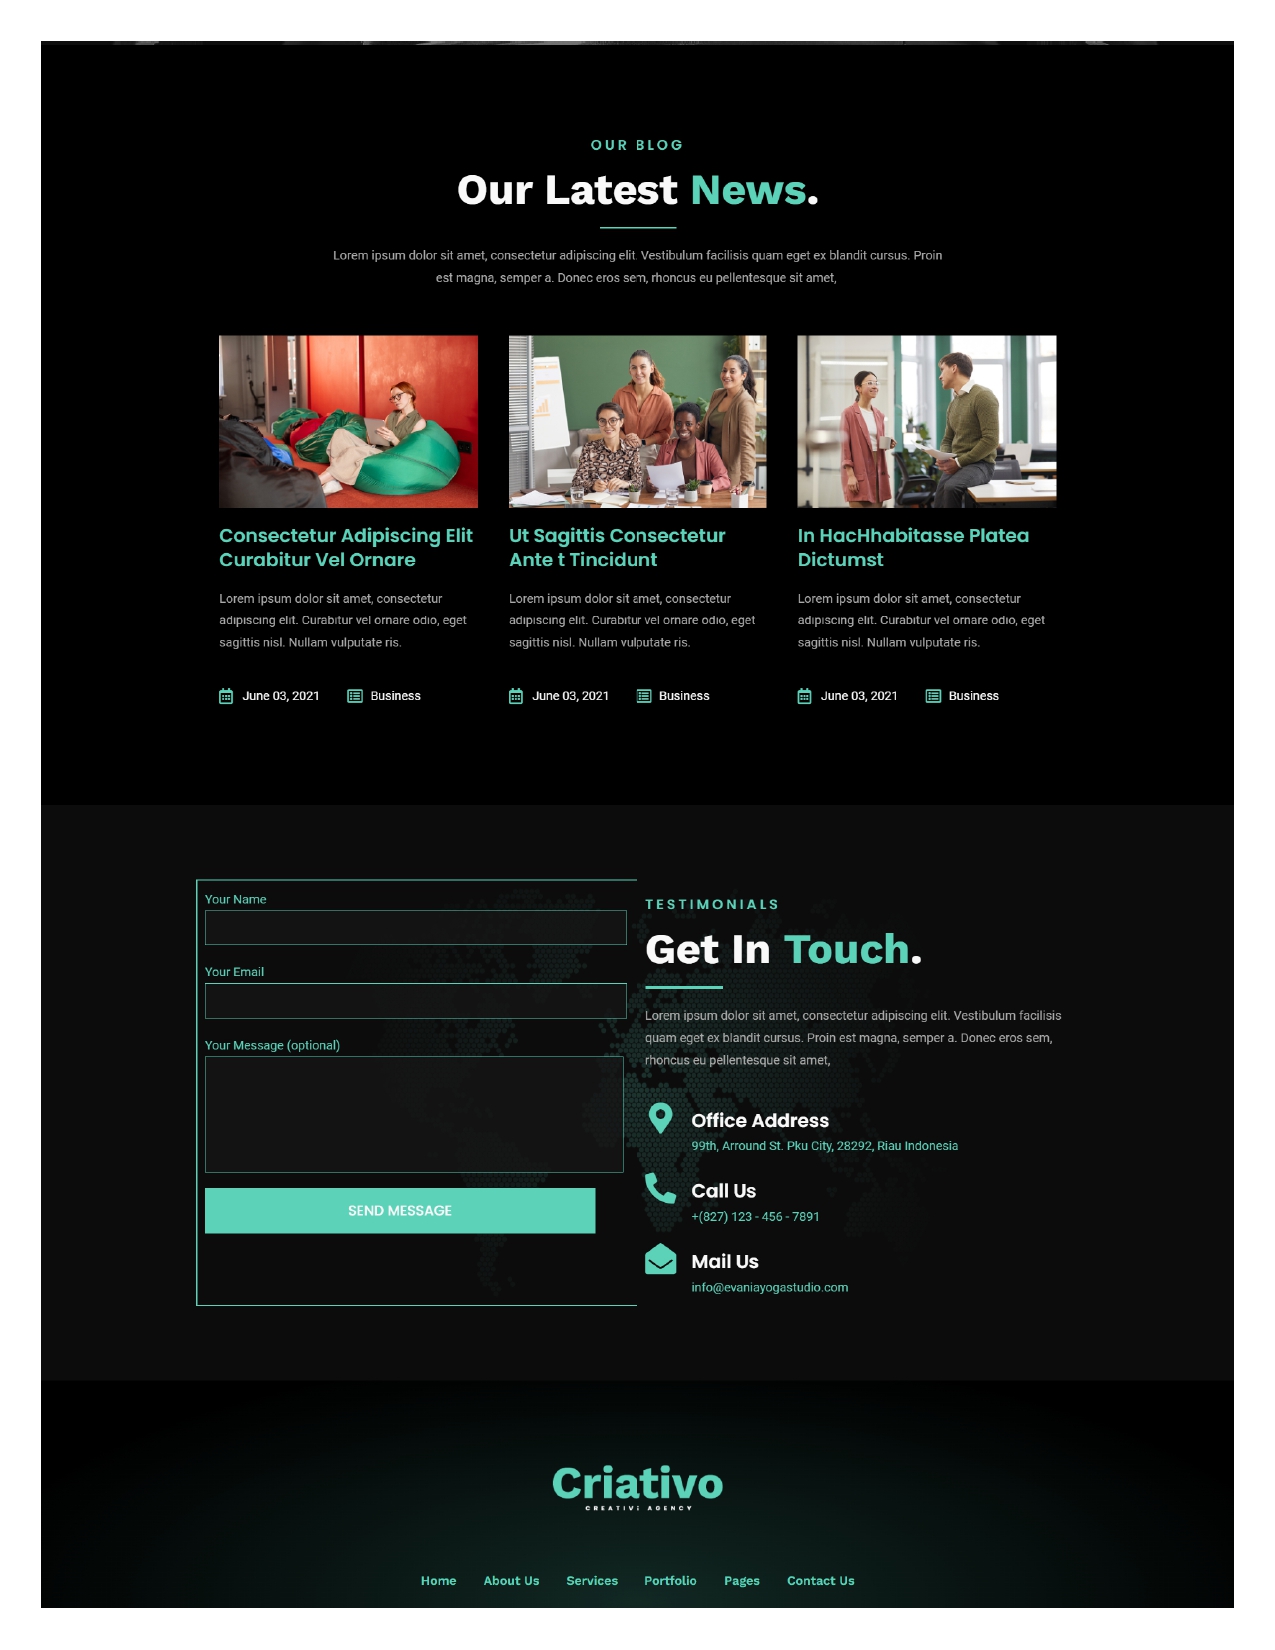 OUR BLOG
Our Latest News.
Lorem ipsum dolor sit amet, consectetur adipiscing elit. Vestibulum facilisis quam eget ex blandit cursus. Proin
est magna, semper a. Donec eros sem, rhoncus eu pellentesque sit amet,
Consectetur Adipiscing Elit
Curabitur Vel Ornare
Lorem ipsum dolor sit amet, consectetur
adipiscing elit. Curabitur vel ornare odio, eget
sagittis nisl. Nullam vulputate ris.
June 03, 2021 Business
Ut Sagittis Consectetur
Ante t Tincidunt
Lorem ipsum dolor sit amet, consectetur
adipiscing elit. Curabitur vel ornare odio, eget
sagittis nisl. Nullam vulputate ris.
June 03, 2021 Business
In HacHhabitasse Platea
Dictumst
Lorem ipsum dolor sit amet, consectetur
adipiscing elit. Curabitur vel ornare odio, eget
sagittis nisl. Nullam vulputate ris.
June 03, 2021 Business
Your Name
Your Email
Your Message (optional)
SEND MESSAGE
TESTIMONIALS
Get In Touch.
Lorem ipsum dolor sit amet, consectetur adipiscing elit. Vestibulum facilisis
quam eget ex blandit cursus. Proin est magna, semper a. Donec eros sem,
rhoncus eu pellentesque sit amet,
Office Address
99th, Arround St. Pku City, 28292, Riau Indonesia
Call Us
+(827) 123 - 456 - 7891
Mail Us
info@evaniayogastudio.com
Criativo
CREATIVE AGENCY
Home About Us Services Portfolio Pages Contact Us